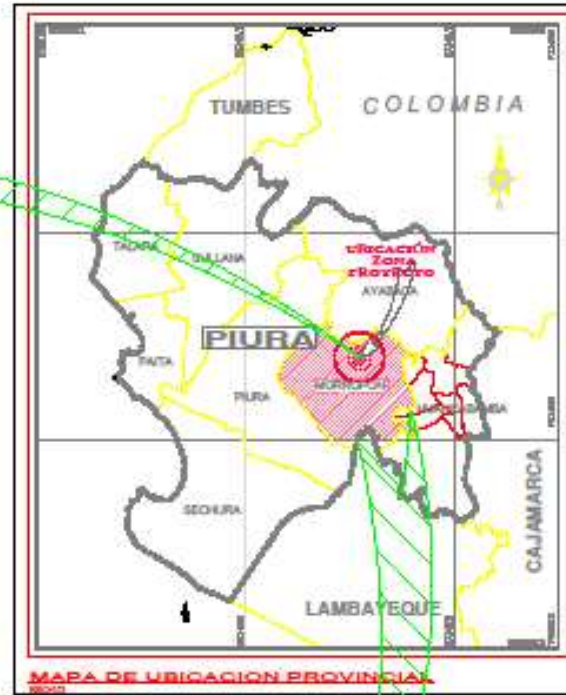 TUMBES
COLOMBIA
TALARA
SULLANA
UBICACIÓN
ZONA
PROYECTO
AYABACA
PIURA
PAITA
MORROPON
PIURA
HUANCABAMBA
SECHURA
CAJAMARCA
LAMBAYEQUE
MAPA DE UBICACION PROVINCIAL